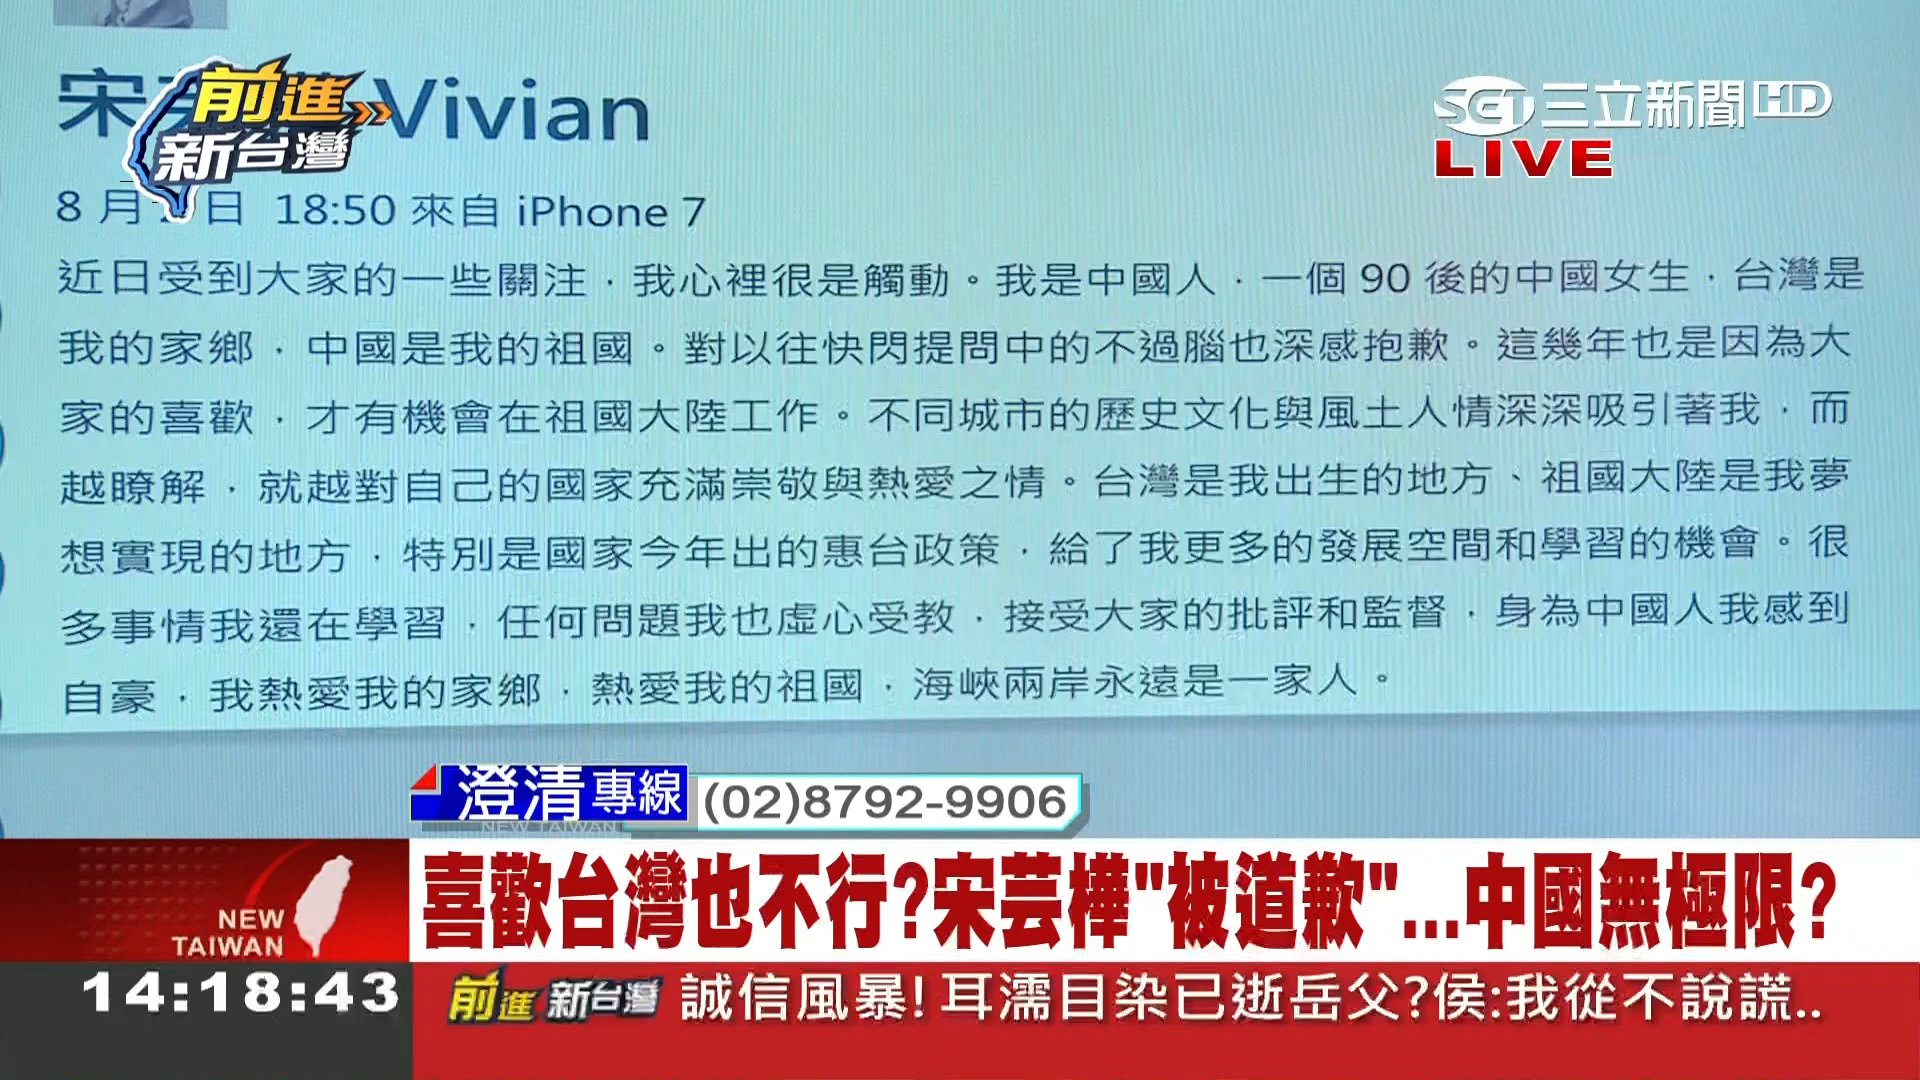 宋 Vivian
前進
新台灣
SET三立新聞HD
LIVE
8 月 日 18:50 來自 iPhone 7
近日受到大家的一些關注，我心裡很是觸動。我是中國人，一個 90 後的中國女生，台灣是
我的家鄉，中國是我的祖國。對以往快閃提問中的不過腦也深感抱歉。這幾年也是因為大
家的喜歡，才有機會在祖國大陸工作。不同城市的歷史文化與風土人情深深吸引著我，而
越瞭解，就越對自己的國家充滿崇敬與熱愛之情。台灣是我出生的地方、祖國大陸是我夢
想實現的地方，特別是國家今年出的惠台政策，給了我更多的發展空間和學習的機會。很
多事情我還在學習，任何問題我也虛心受教，接受大家的批評和監督，身為中國人我感到
自豪，我熱愛我的家鄉，熱愛我的祖國，海峽兩岸永遠是一家人。
澄清專線 (02)8792-9906
NEW TAIWAN
喜歡台灣也不行?宋芸樺"被道歉"...中國無極限?
NEW
TAIWAN
14:18:43
前進新台灣 誠信風暴!耳濡目染已逝岳父?侯:我從不說謊..